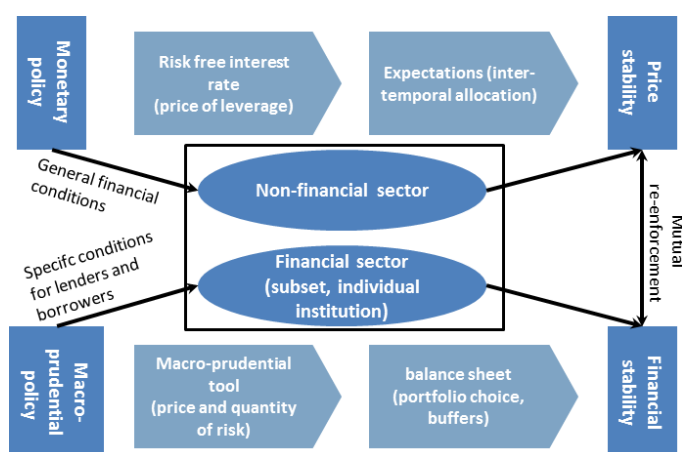 Monetary
policy
Risk free interest
rate
(price of leverage)
Expectations (inter-
temporal allocation)
Price
stability
General financial
conditions
Non-financial sector
Specifc conditions
for lenders and
borrowers
Financial sector
(subset, individual
institution)
Mutual
re-enforcement
Macro-
prudential
policy
Macro-prudential
tool
(price and quantity
of risk)
balance sheet
(portfolio choice,
buffers)
Financial
stability